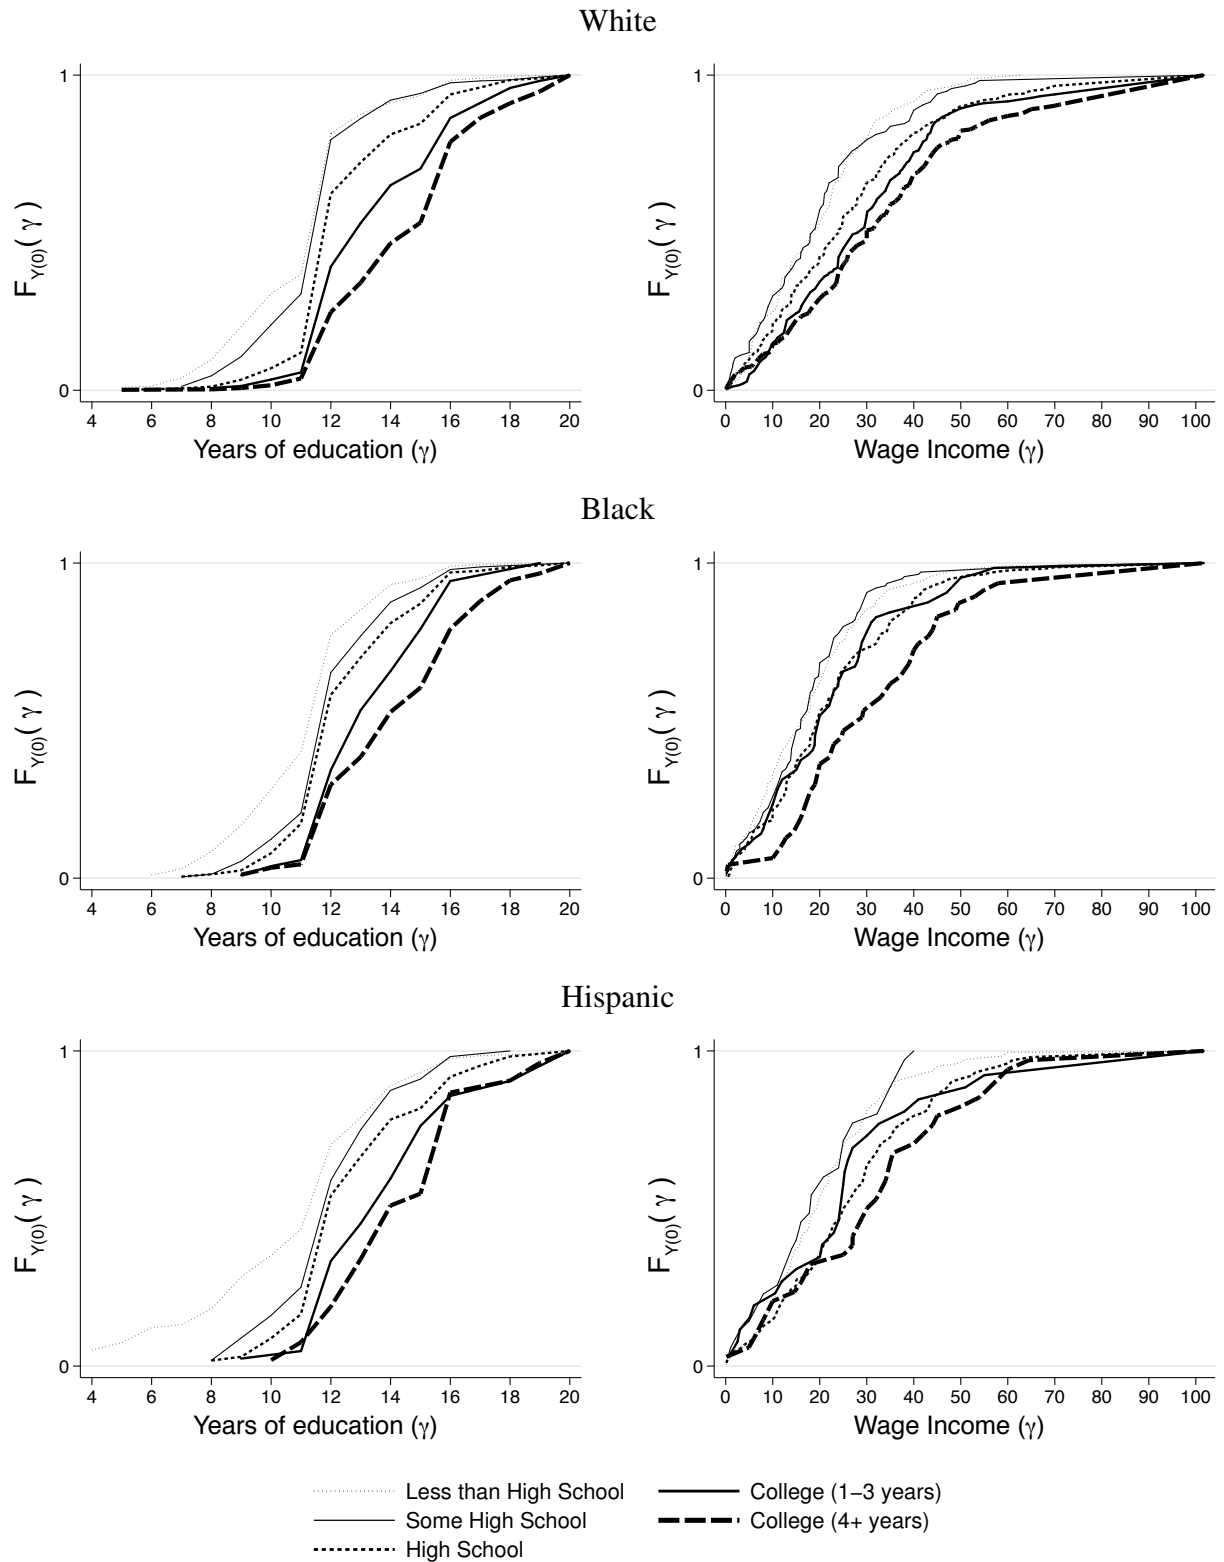 White
1
0
F_Y(0)( γ )
4 6 8 10 12 14 16 18 20
Years of education (γ)
1
0
F_Y(0)( γ )
0 10 20 30 40 50 60 70 80 90 100
Wage Income (γ)
Black
1
0
F_Y(0)( γ )
4 6 8 10 12 14 16 18 20
Years of education (γ)
1
0
F_Y(0)( γ )
0 10 20 30 40 50 60 70 80 90 100
Wage Income (γ)
Hispanic
1
0
F_Y(0)( γ )
4 6 8 10 12 14 16 18 20
Years of education (γ)
1
0
F_Y(0)( γ )
0 10 20 30 40 50 60 70 80 90 100
Wage Income (γ)
Less than High School
Some High School
High School
College (1−3 years)
College (4+ years)